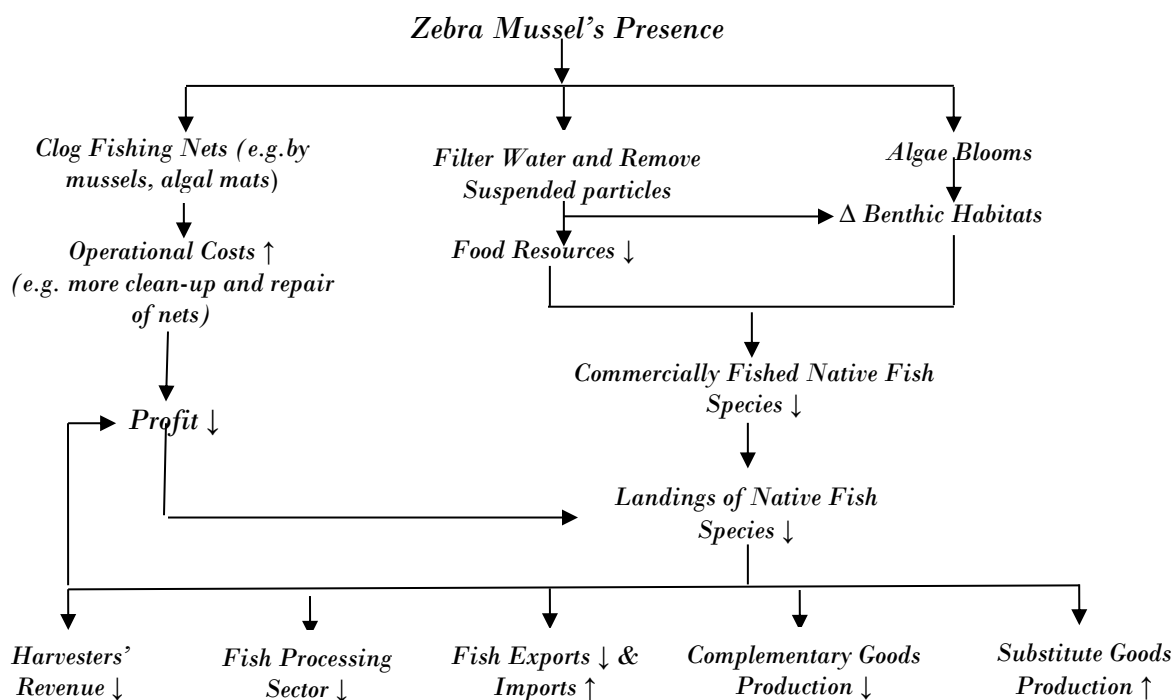 Zebra Mussel's Presence
Clog Fishing Nets (e.g.by
mussels, algal mats)
Filter Water and Remove
Suspended particles
Algae Blooms
Δ Benthic Habitats
Operational Costs ↑
(e.g. more clean-up and repair
of nets)
Food Resources ↓
Commercially Fished Native Fish
Species ↓
Profit ↓
Landings of Native Fish
Species ↓
Harvesters'
Revenue ↓
Fish Processing
Sector ↓
Fish Exports ↓ &
Imports ↑
Complementary Goods
Production ↓
Substitute Goods
Production ↑